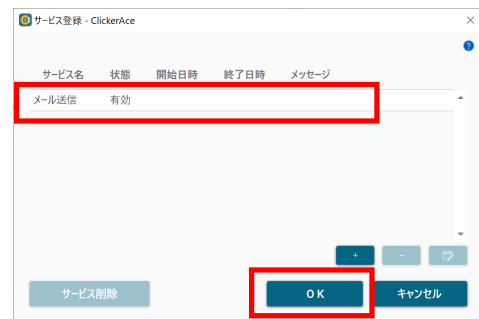 サービス登録 - ClickerAce
サービス名 状態 開始日時 終了日時 メッセージ
メール送信 有効
サービス削除 OK キャンセル